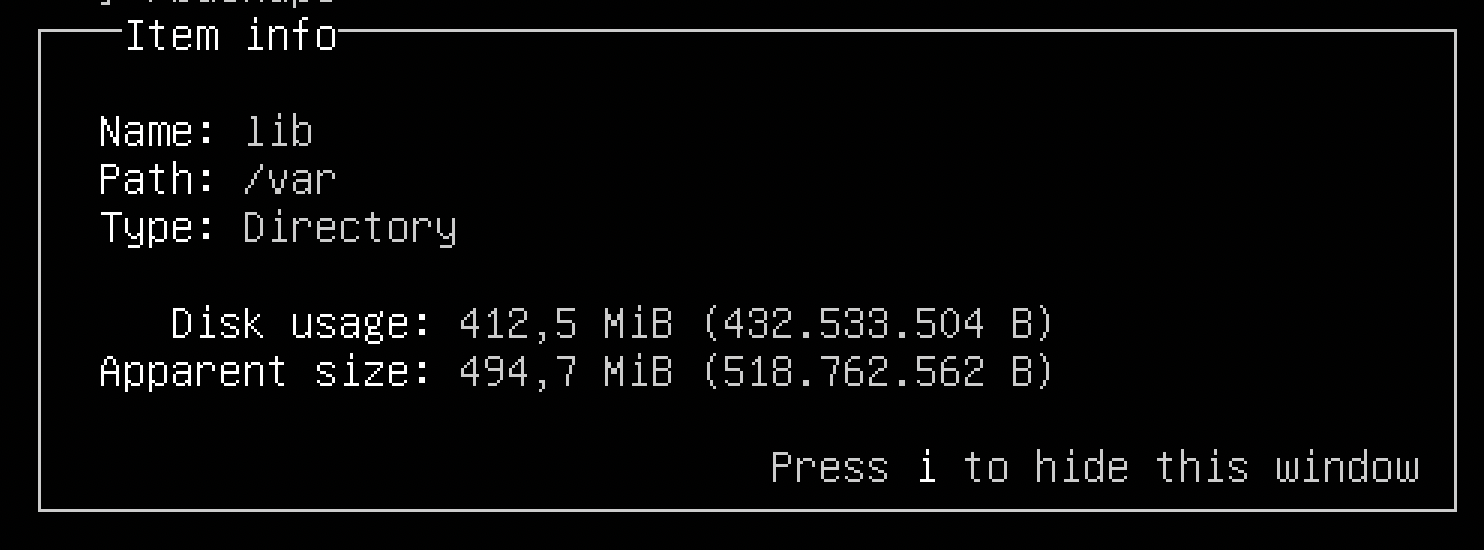 Item info
Name: lib
Path: /var
Type: Directory
Disk usage: 412,5 MiB (432.533.504 B)
Apparent size: 494,7 MiB (518.762.562 B)
Press i to hide this window